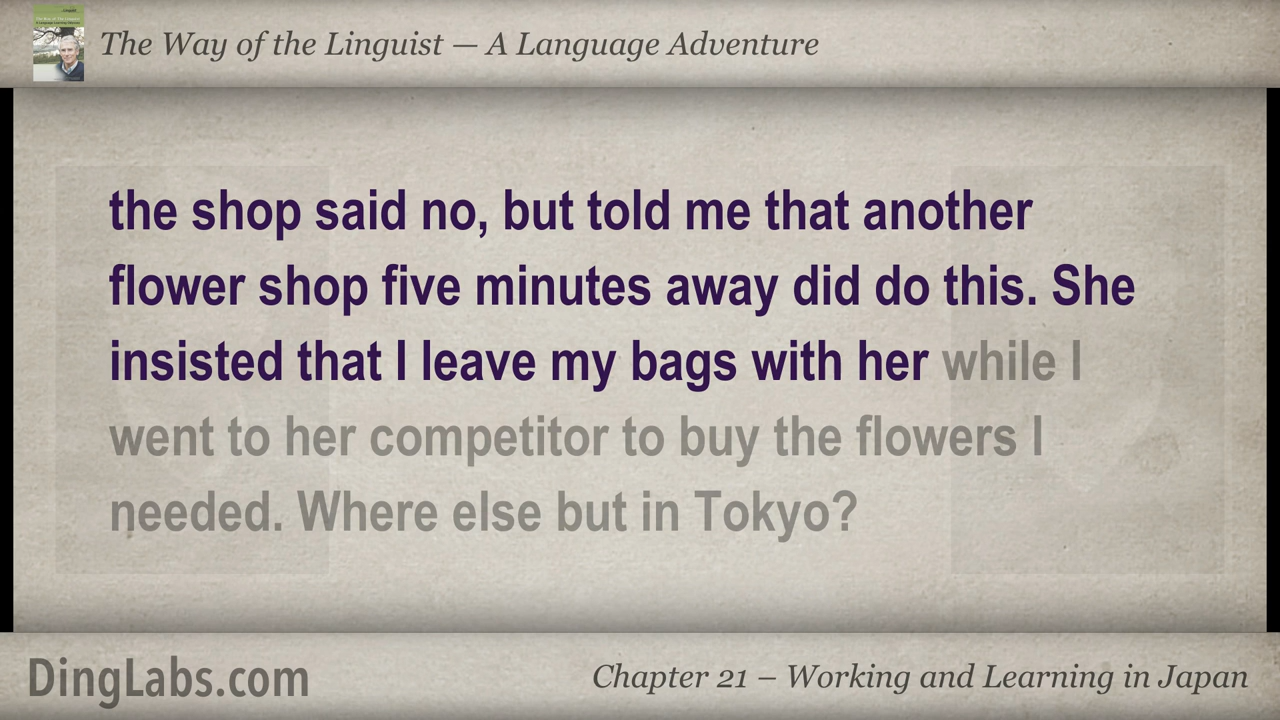 The Way of the Linguist — A Language Adventure
the shop said no, but told me that another
flower shop five minutes away did do this. She
insisted that I leave my bags with her while I
went to her competitor to buy the flowers I
needed. Where else but in Tokyo?
DingLabs.com
Chapter 21 – Working and Learning in Japan